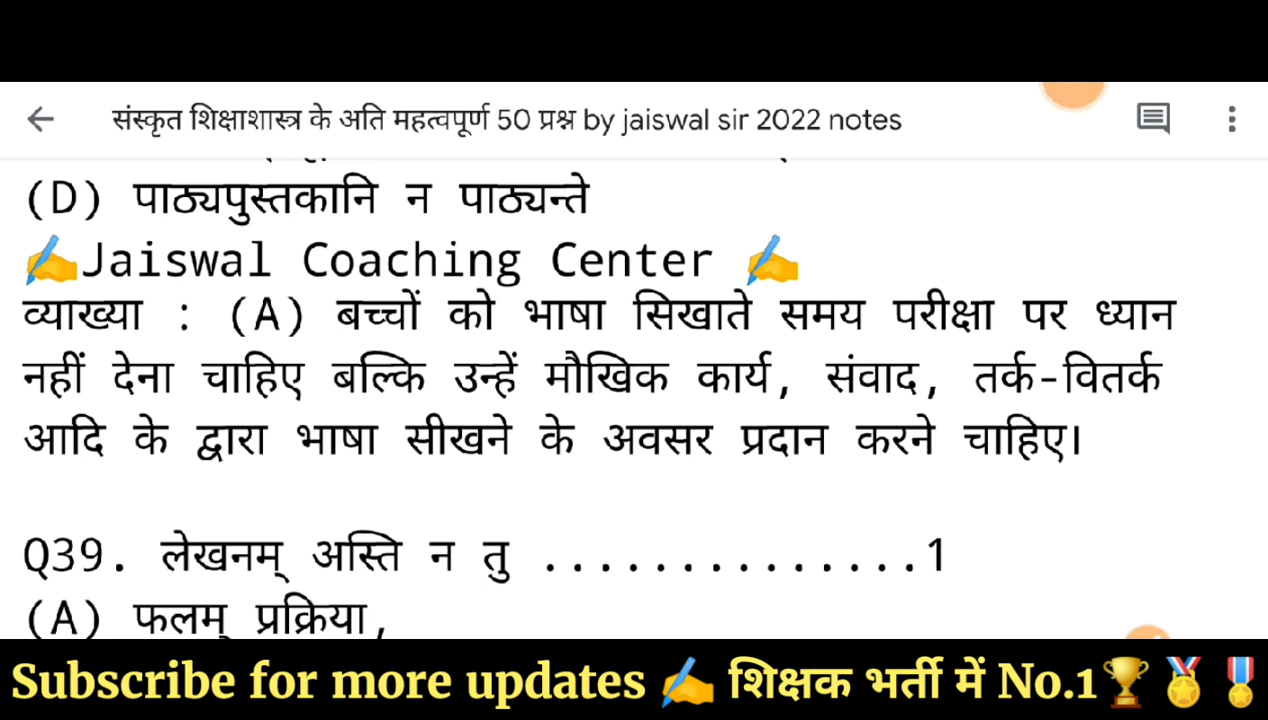 संस्कृत शिक्षाशास्त्र के अति महत्वपूर्ण 50 प्रश्न by jaiswal sir 2022 notes
(D) पाठ्यपुस्तकानि न पाठ्यन्ते
✍Jaiswal Coaching Center ✍
व्याख्या : (A) बच्चों को भाषा सिखाते समय परीक्षा पर ध्यान
नहीं देना चाहिए बल्कि उन्हें मौखिक कार्य, संवाद, तर्क-वितर्क
आदि के द्वारा भाषा सीखने के अवसर प्रदान करने चाहिए।
Q39. लेखनम् अस्ति न तु ..............1
(A) फलम् प्रक्रिया,
Subscribe for more updates ✍ शिक्षक भर्ती में No.1🏆🏅🎖